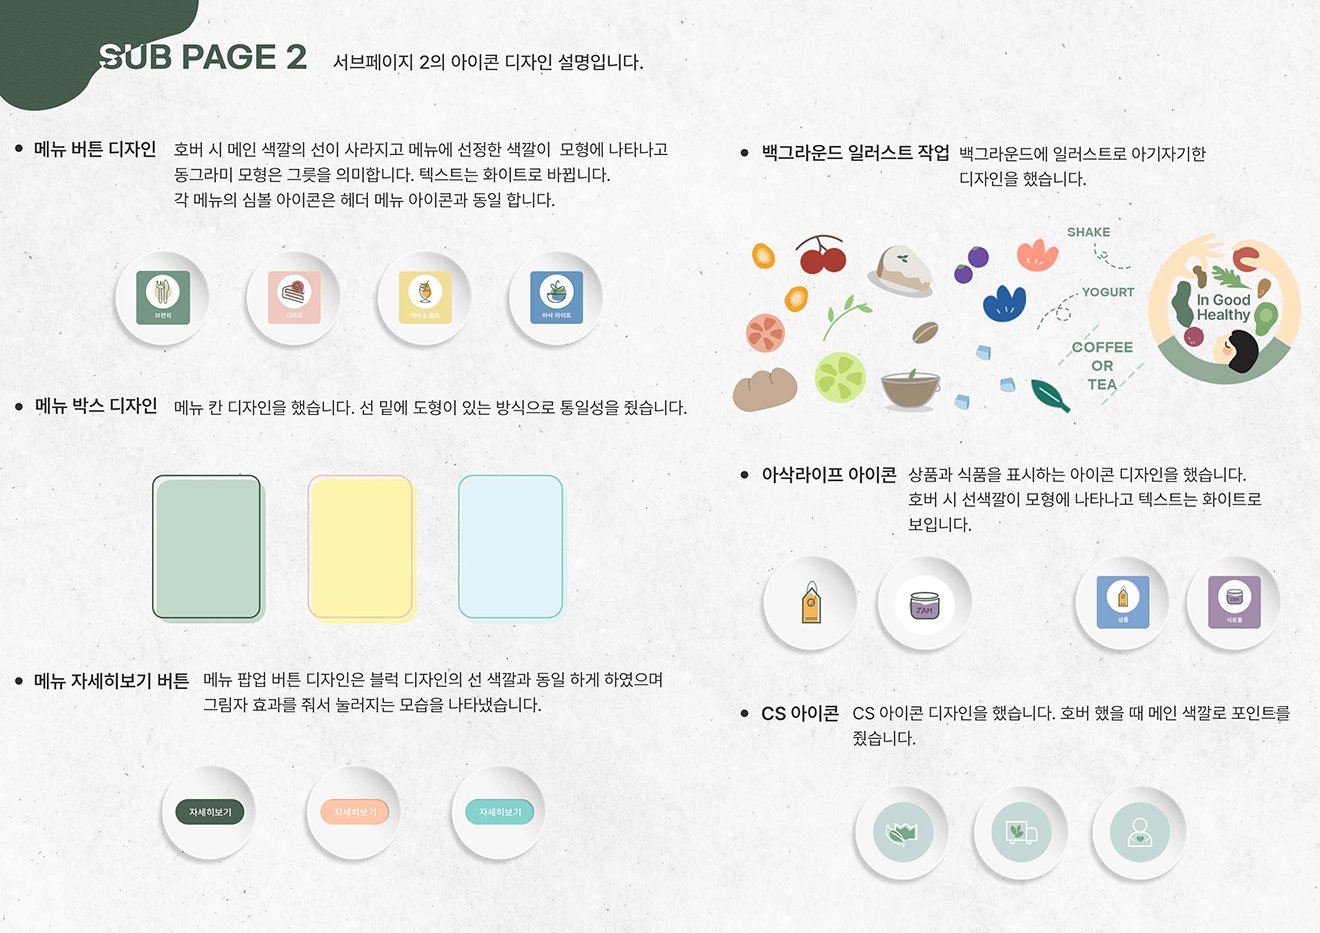 SUB PAGE 2
서브페이지 2의 아이콘 디자인 설명입니다.
메뉴 버튼 디자인
호버 시 메인 색깔의 선이 사라지고 메뉴에 선정한 색깔이 모형에 나타나고
동그라미 모형은 그릇을 의미합니다. 텍스트는 화이트로 바뀝니다.
각 메뉴의 심볼 아이콘은 헤더 메뉴 아이콘과 동일 합니다.
브런치
디저트
커피 & 음료
아삭 라이프
메뉴 박스 디자인
메뉴 칸 디자인을 했습니다. 선 밑에 도형이 있는 방식으로 통일성을 줬습니다.
메뉴 자세히보기 버튼
메뉴 팝업 버튼 디자인은 블럭 디자인의 선 색깔과 동일 하게 하였으며
그림자 효과를 줘서 눌러지는 모습을 나타냈습니다.
자세히보기
자세히보기
자세히보기
백그라운드 일러스트 작업
백그라운드에 일러스트로 아기자기한
디자인을 했습니다.
SHAKE
YOGURT
COFFEE
OR
TEA
In Good
Healthy
아삭라이프 아이콘
상품과 식품을 표시하는 아이콘 디자인을 했습니다.
호버 시 선색깔이 모형에 나타나고 텍스트는 화이트로
보입니다.
JAM
상품
JAM
식료품
CS 아이콘
CS 아이콘 디자인을 했습니다. 호버 했을 때 메인 색깔로 포인트를
줬습니다.